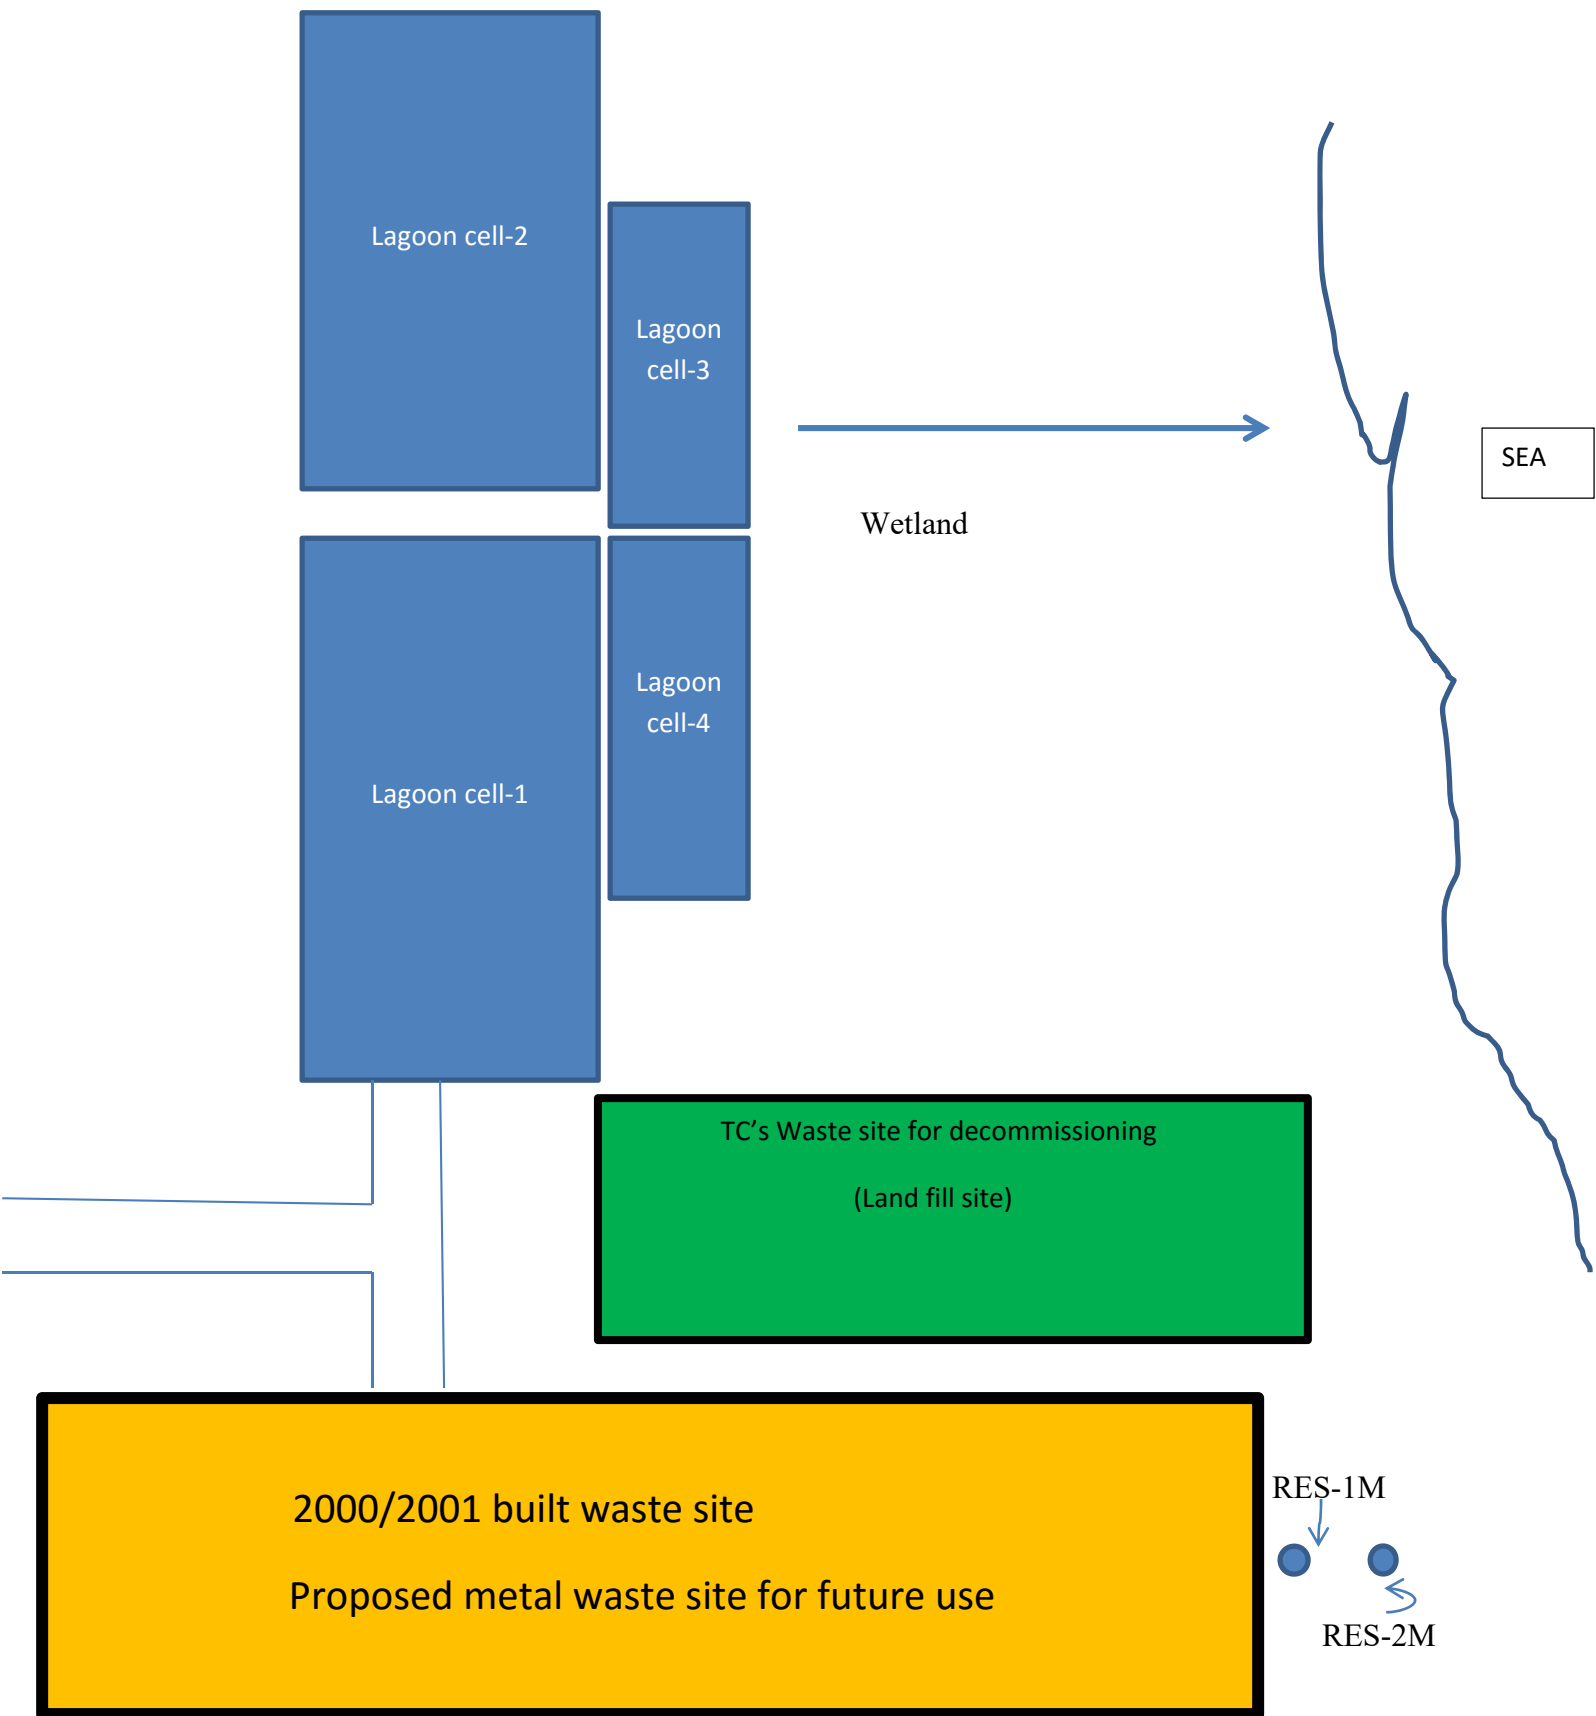 Lagoon cell-2
Lagoon
cell-3
SEA
Wetland
Lagoon
cell-4
Lagoon cell-1
TC’s Waste site for decommissioning
(Land fill site)
2000/2001 built waste site
Proposed metal waste site for future use
RES-1M
RES-2M